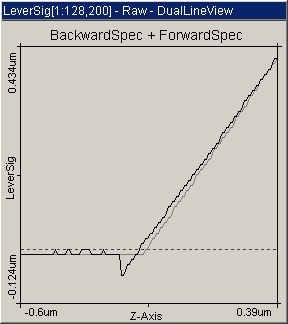 LeverSig[1:128,200] - Raw - DualLineView
BackwardSpec + ForwardSpec
0.434um
LeverSig
-0.124um
-0.6um
Z-Axis
0.39um